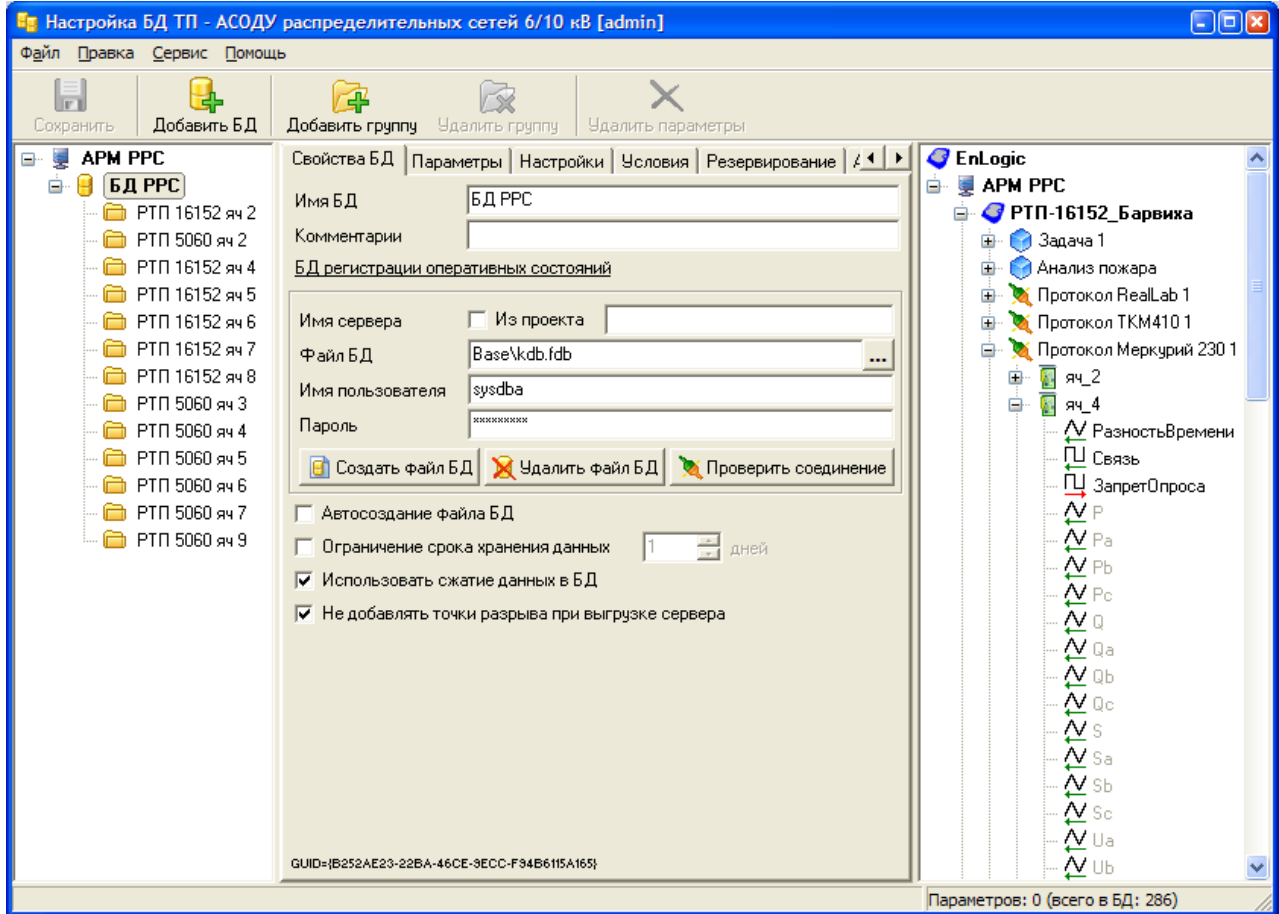 Настройка БД ТП - АСОДУ распределительных сетей 6/10 кВ [admin]
Файл Правка Сервис Помощь
Сохранить Добавить БД Добавить группу Удалить группу Удалить параметры
АРМ РРС
БД РРС
РТП 16152 яч 2
РТП 5060 яч 2
РТП 16152 яч 4
РТП 16152 яч 5
РТП 16152 яч 6
РТП 16152 яч 7
РТП 16152 яч 8
РТП 5060 яч 3
РТП 5060 яч 4
РТП 5060 яч 5
РТП 5060 яч 6
РТП 5060 яч 7
РТП 5060 яч 9
Свойства БД Параметры Настройки Условия Резервирование
Имя БД БД РРС
Комментарии
БД регистрации оперативных состояний
Имя сервера Из проекта
Файл БД Base\kdb.fdb ...
Имя пользователя sysdba
Пароль xxxxxxxxx
Создать файл БД Удалить файл БД Проверить соединение
Автосоздание файла БД
Ограничение срока хранения данных 1 дней
Использовать сжатие данных в БД
Не добавлять точки разрыва при выгрузке сервера
GUID={B252AE23-22BA-46CE-9ECC-F94B6115A165}
EnLogic
АРМ РРС
РТП-16152_Барвиха
Задача 1
Анализ пожара
Протокол RealLab 1
Протокол ТКМ410 1
Протокол Меркурий 230 1
яч_2
яч_4
РазностьВремени
Связь
ЗапретОпроса
P
Pa
Pb
Pc
Q
Qa
Qb
Qc
S
Sa
Sb
Sc
Ua
Ub
Параметров: 0 (всего в БД: 286)